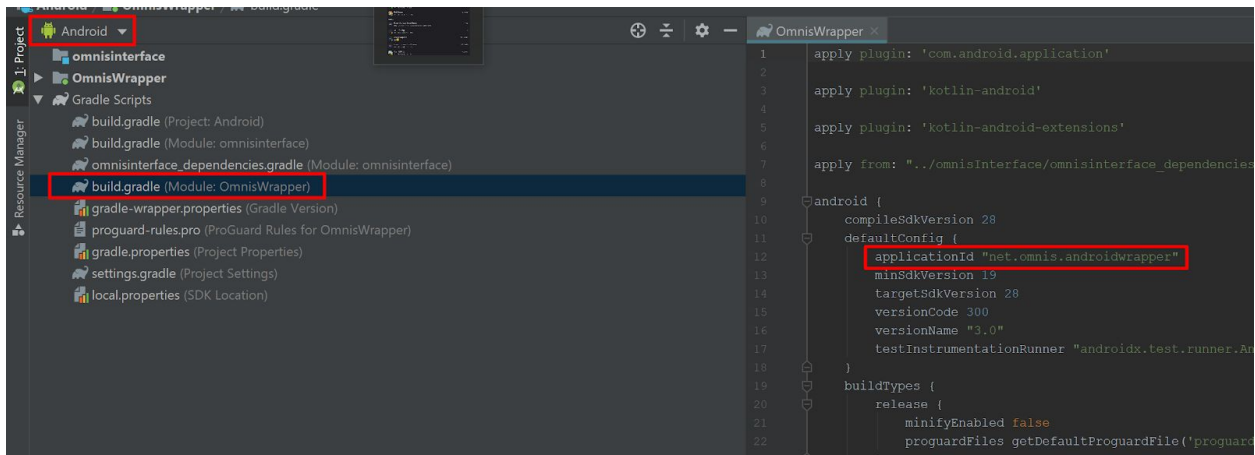 Android / OmnisWrapper / build.gradle
1: Project
Resource Manager
Android
omnisinterface
OmnisWrapper
Gradle Scripts
build.gradle (Project: Android)
build.gradle (Module: omnisinterface)
omnisinterface_dependencies.gradle (Module: omnisinterface)
build.gradle (Module: OmnisWrapper)
gradle-wrapper.properties (Gradle Version)
proguard-rules.pro (ProGuard Rules for OmnisWrapper)
gradle.properties (Project Properties)
settings.gradle (Project Settings)
local.properties (SDK Location)
OmnisWrapper
1 apply plugin: 'com.android.application'
2
3 apply plugin: 'kotlin-android'
4
5 apply plugin: 'kotlin-android-extensions'
6
7 apply from: "../omnisInterface/omnisinterface_dependencies
8
9 android {
10 compileSdkVersion 28
11 defaultConfig {
12 applicationId "net.omnis.androidwrapper"
13 minSdkVersion 19
14 targetSdkVersion 28
15 versionCode 300
16 versionName "3.0"
17 testInstrumentationRunner "androidx.test.runner.An
18 }
19 buildTypes {
20 release {
21 minifyEnabled false
22 proguardFiles getDefaultProguardFile('proguard